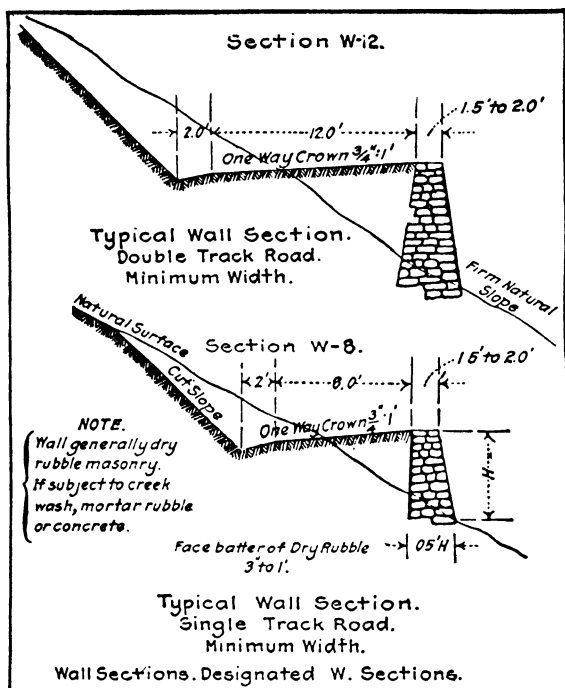 Section W-12.
1.5' to 2.0'
2.0'
12.0'
One Way Crown 3/4":1'
Typical Wall Section.
Double Track Road.
Minimum Width.
Firm Natural
Slope
Natural Surface
Cut Slope
Section W-8.
1.5' to 2.0'
2'
8.0'
One Way Crown 3/4":1'
NOTE.
Wall generally dry
rubble masonry.
If subject to creek
wash, mortar rubble
or concrete.
"H"
Face batter of Dry Rubble
3" to 1'.
0.5'H
Typical Wall Section.
Single Track Road.
Minimum Width.
Wall Sections. Designated W. Sections.